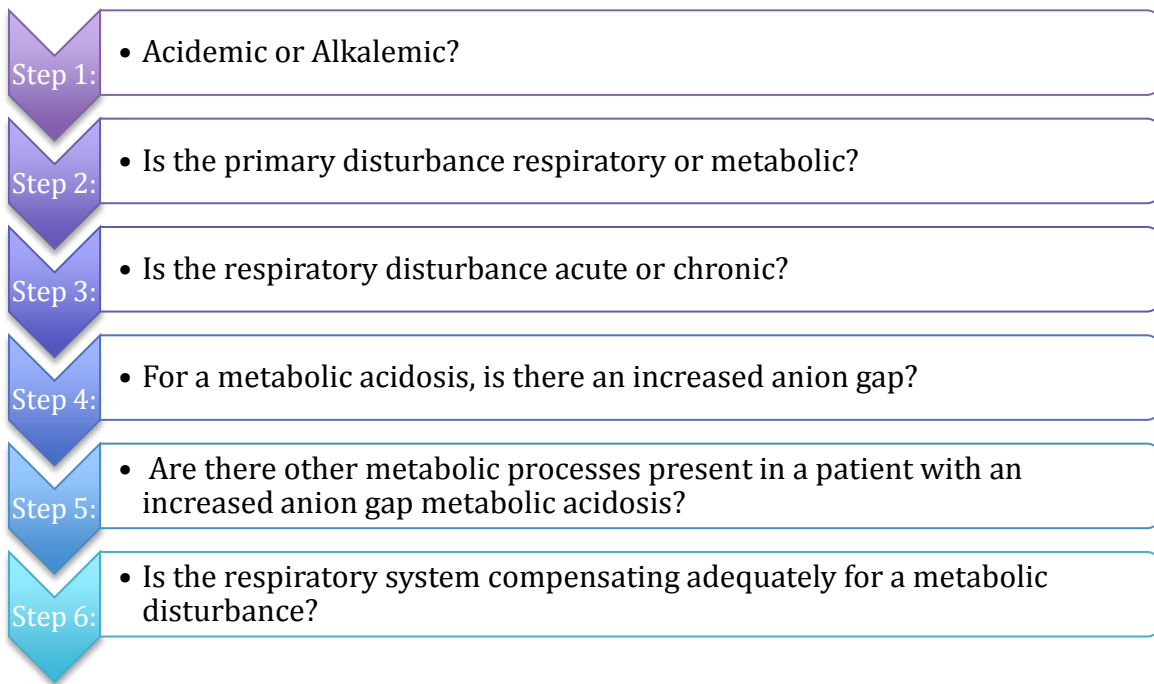 Step 1:
• Acidemic or Alkalemic?
Step 2:
• Is the primary disturbance respiratory or metabolic?
Step 3:
• Is the respiratory disturbance acute or chronic?
Step 4:
• For a metabolic acidosis, is there an increased anion gap?
Step 5:
• Are there other metabolic processes present in a patient with an
increased anion gap metabolic acidosis?
Step 6:
• Is the respiratory system compensating adequately for a metabolic
disturbance?